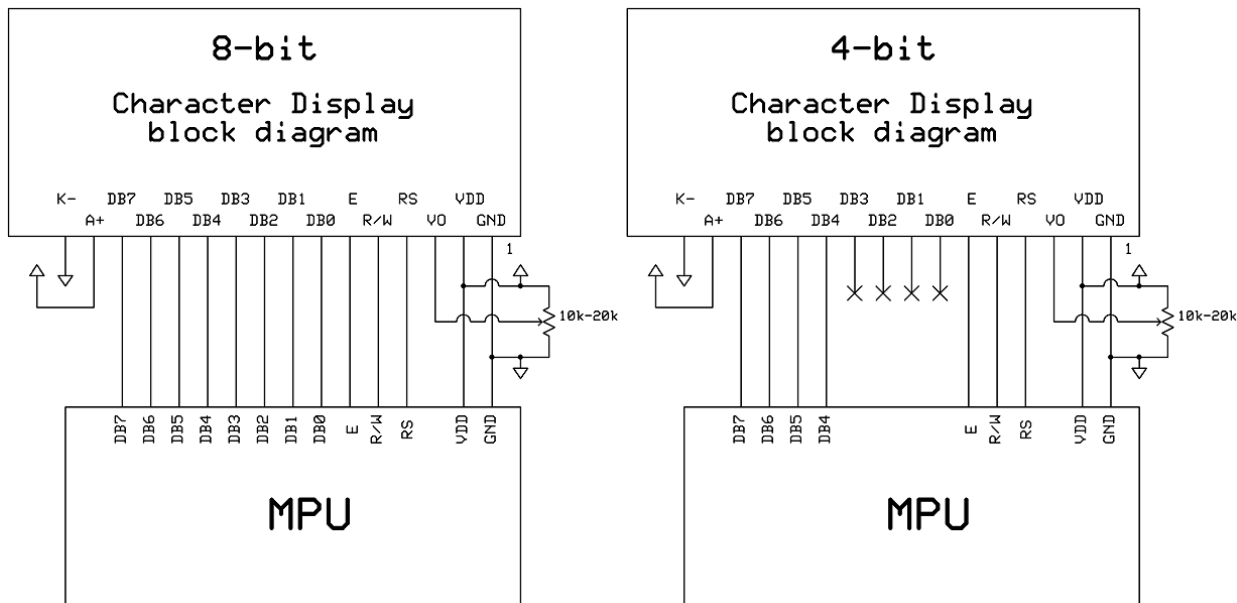 8-bit
Character Display
block diagram
K- DB7 DB5 DB3 DB1 E RS VDD
A+ DB6 DB4 DB2 DB0 R/W VO GND
1
10k-20k
DB7 DB6 DB5 DB4 DB3 DB2 DB1 DB0 E R/W RS VDD GND
MPU
4-bit
Character Display
block diagram
K- DB7 DB5 DB3 DB1 E RS VDD
A+ DB6 DB4 DB2 DB0 R/W VO GND
1
10k-20k
DB7 DB6 DB5 DB4 E R/W RS VDD GND
MPU